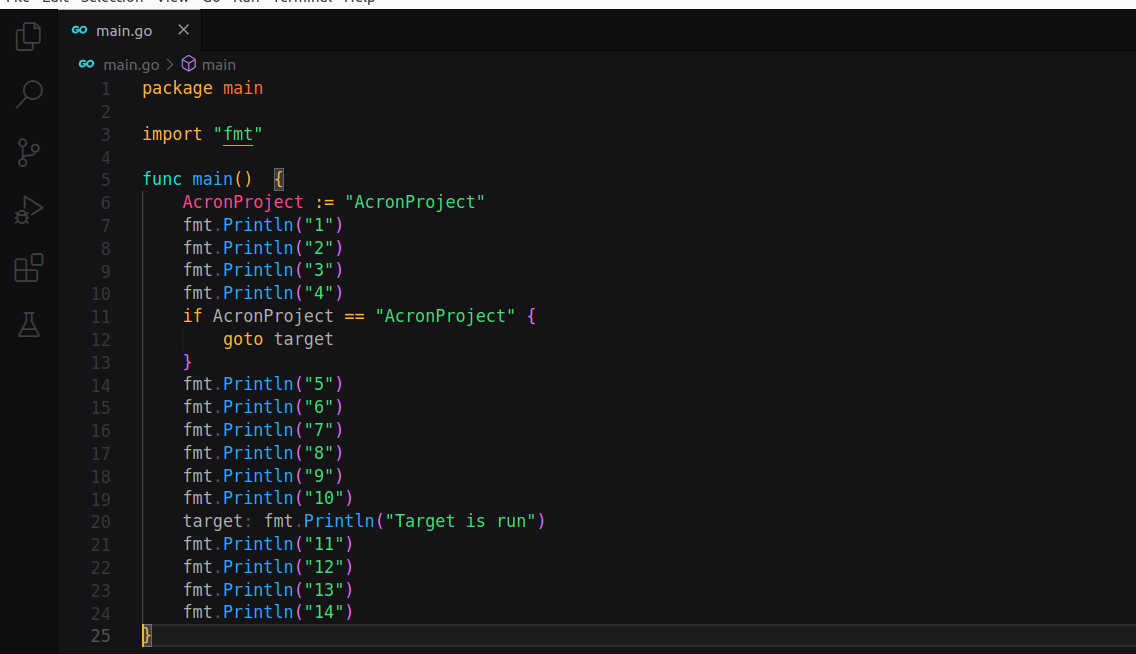 File Edit Selection View Go Run Terminal Help
GO main.go ×
GO main.go > main
1 package main
2
3 import "fmt"
4
5 func main()  {
6     AcronProject := "AcronProject"
7     fmt.Println("1")
8     fmt.Println("2")
9     fmt.Println("3")
10     fmt.Println("4")
11     if AcronProject == "AcronProject" {
12         goto target
13     }
14     fmt.Println("5")
15     fmt.Println("6")
16     fmt.Println("7")
17     fmt.Println("8")
18     fmt.Println("9")
19     fmt.Println("10")
20     target: fmt.Println("Target is run")
21     fmt.Println("11")
22     fmt.Println("12")
23     fmt.Println("13")
24     fmt.Println("14")
25 }